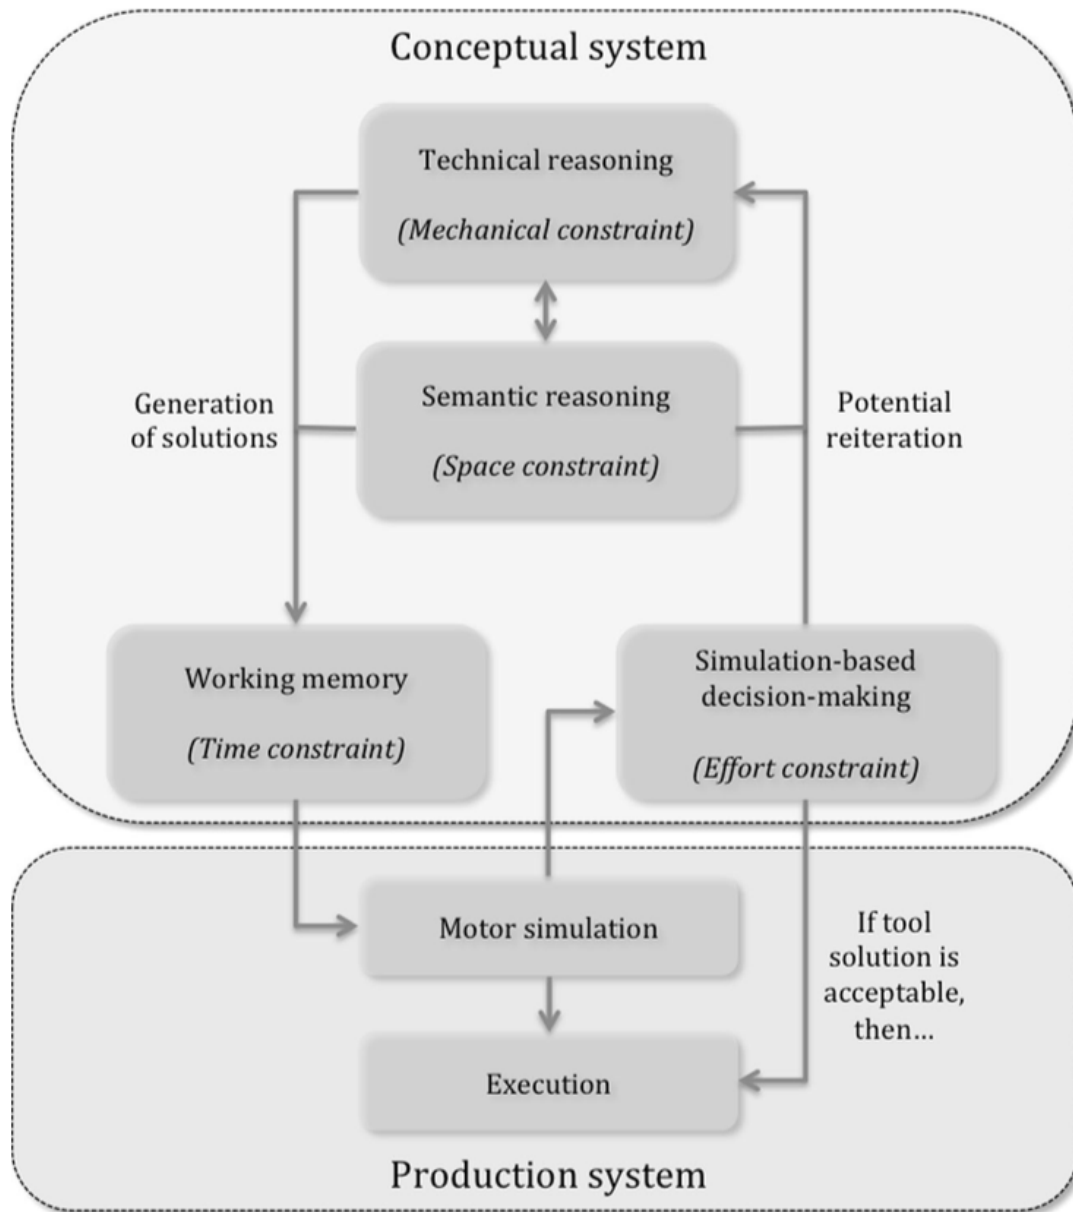 Conceptual system
Technical reasoning
(Mechanical constraint)
Semantic reasoning
(Space constraint)
Generation
of solutions
Potential
reiteration
Working memory
(Time constraint)
Simulation-based
decision-making
(Effort constraint)
Motor simulation
If tool
solution is
acceptable,
then...
Execution
Production system